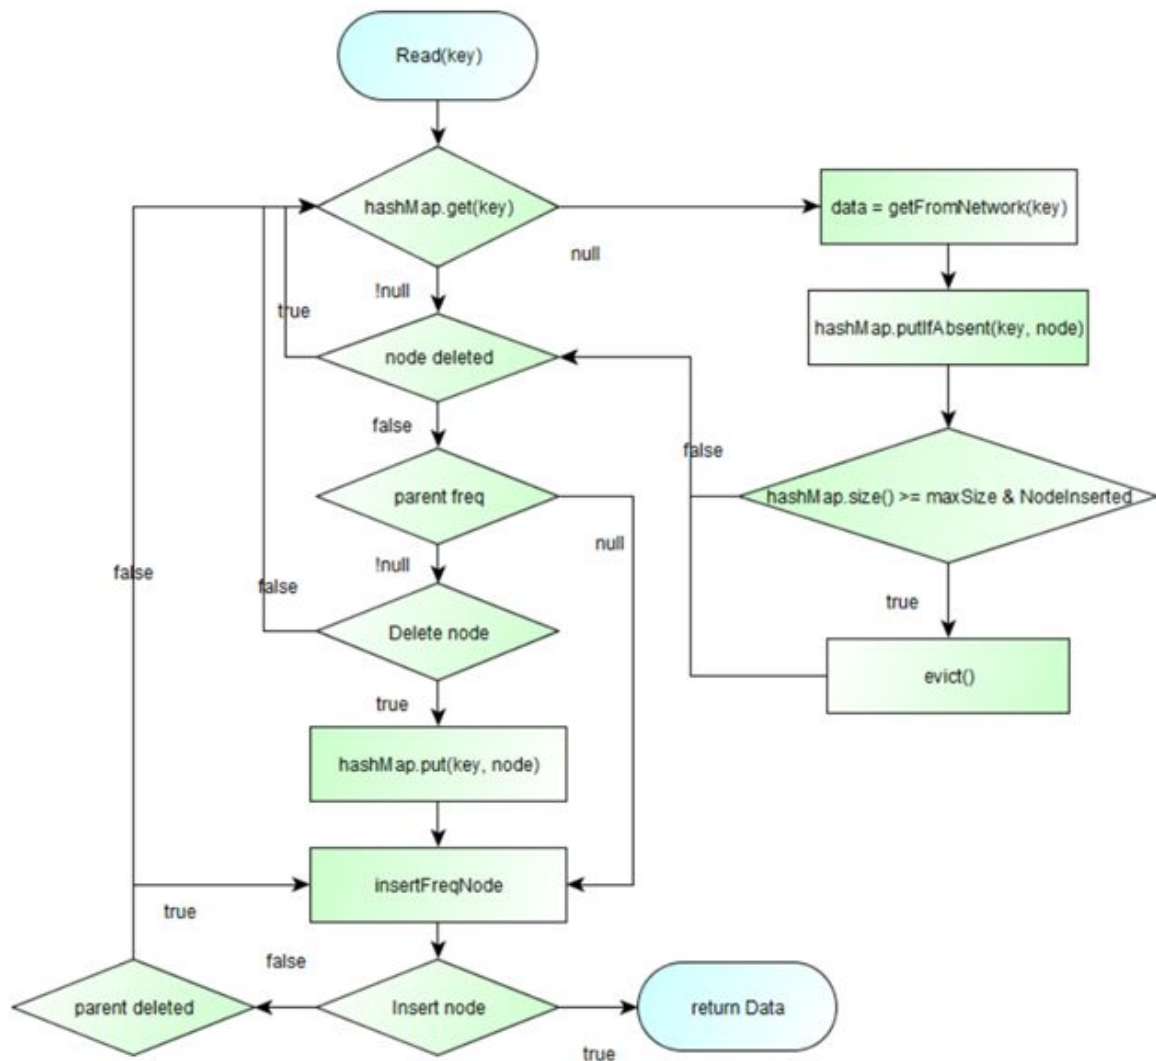 Read(key)
hashMap.get(key)
data = getFromNetwork(key)
null
!null
true
hashMap.putIfAbsent(key, node)
node deleted
false
false
parent freq
hashMap.size() >= maxSize & NodeInserted
null
!null
false
false
true
Delete node
evict()
true
hashMap.put(key, node)
insertFreqNode
true
false
parent deleted
Insert node
return Data
true